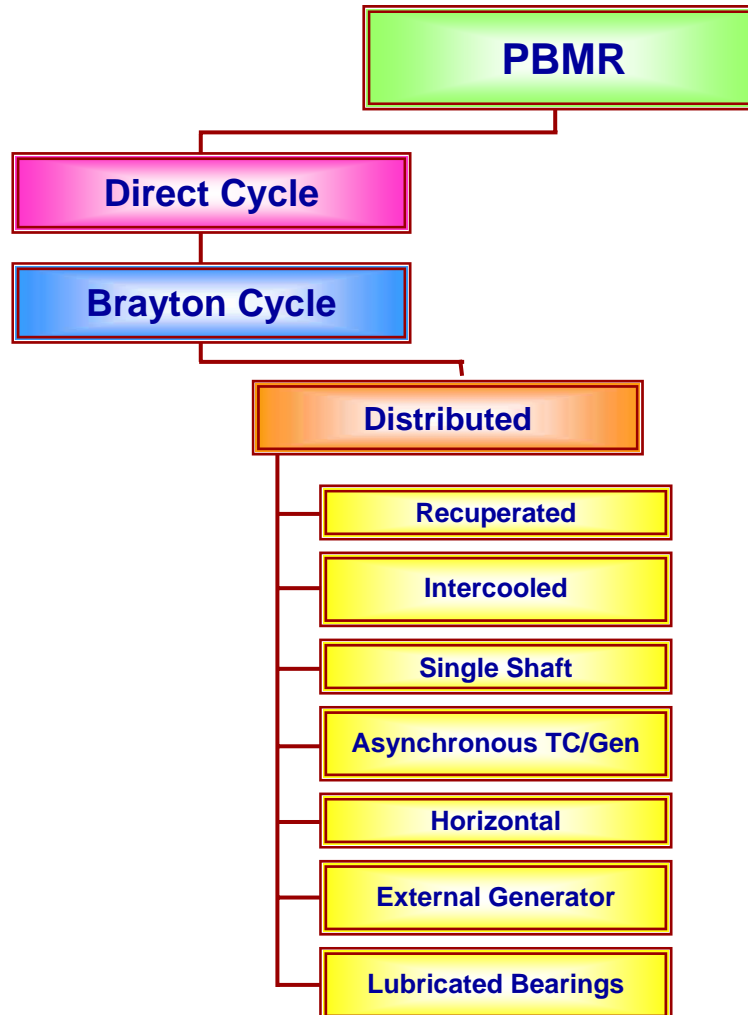 PBMR
Direct Cycle
Brayton Cycle
Distributed
Recuperated
Intercooled
Single Shaft
Asynchronous TC/Gen
Horizontal
External Generator
Lubricated Bearings